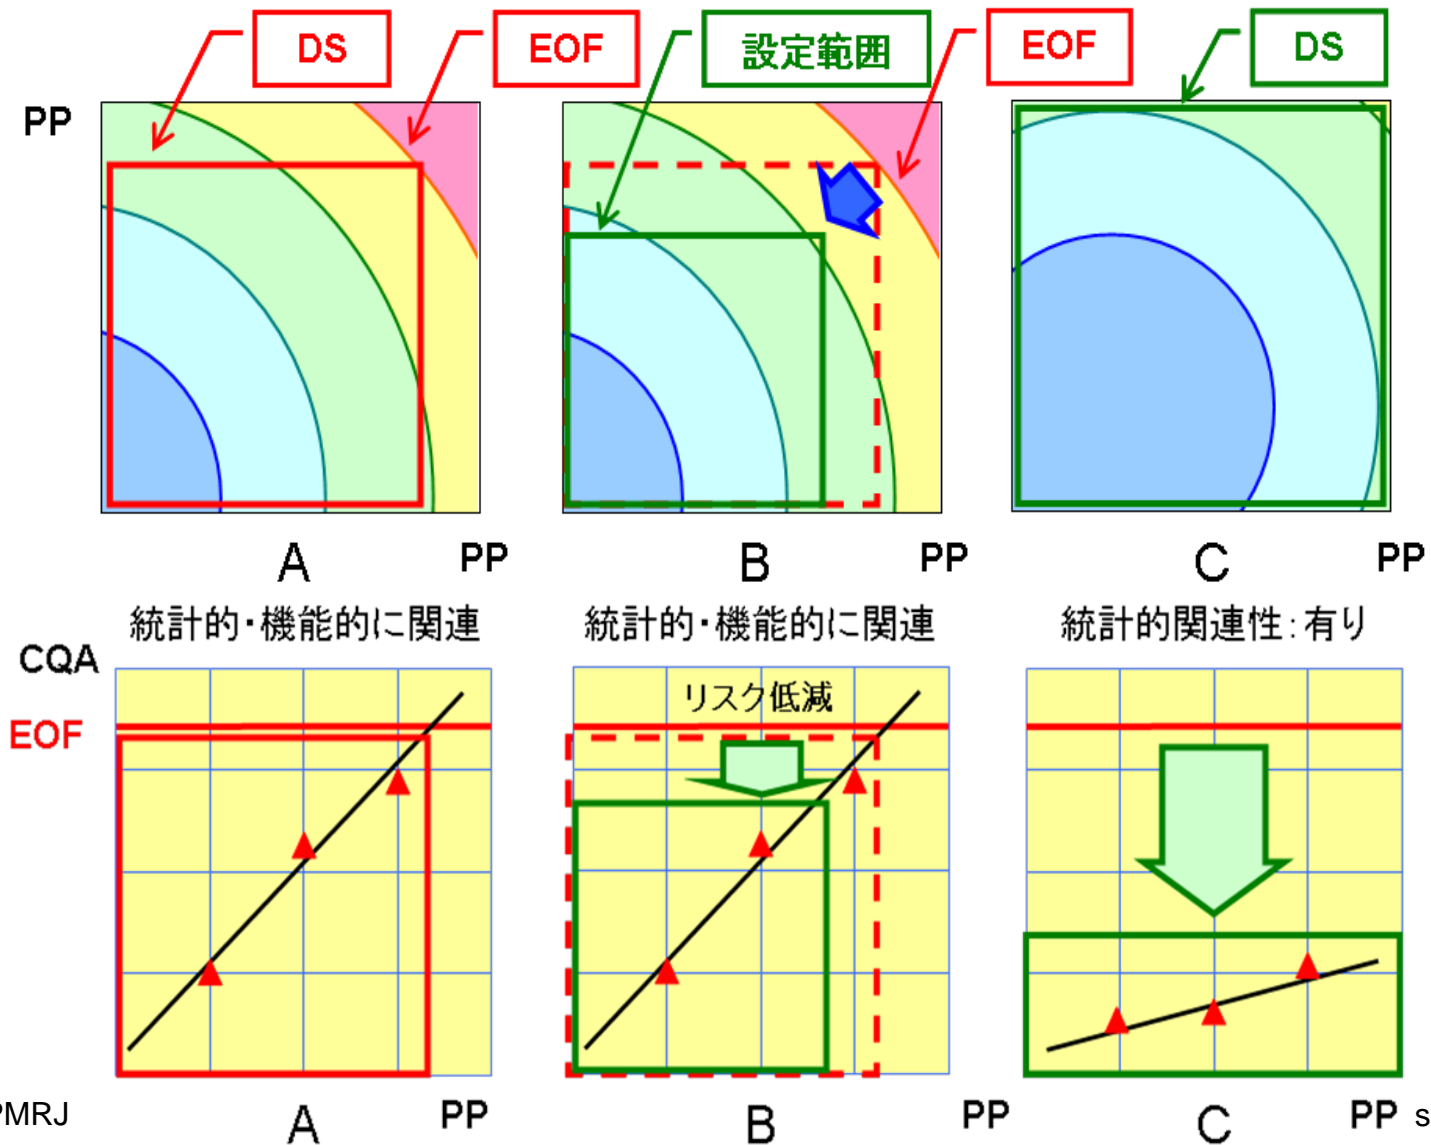 DS
EOF
設定範囲
EOF
DS
PP
A
PP
B
PP
C
PP
統計的・機能的に関連
統計的・機能的に関連
統計的関連性：有り
CQA
EOF
リスク低減
PMRJ
A
PP
B
PP
C
PP
s